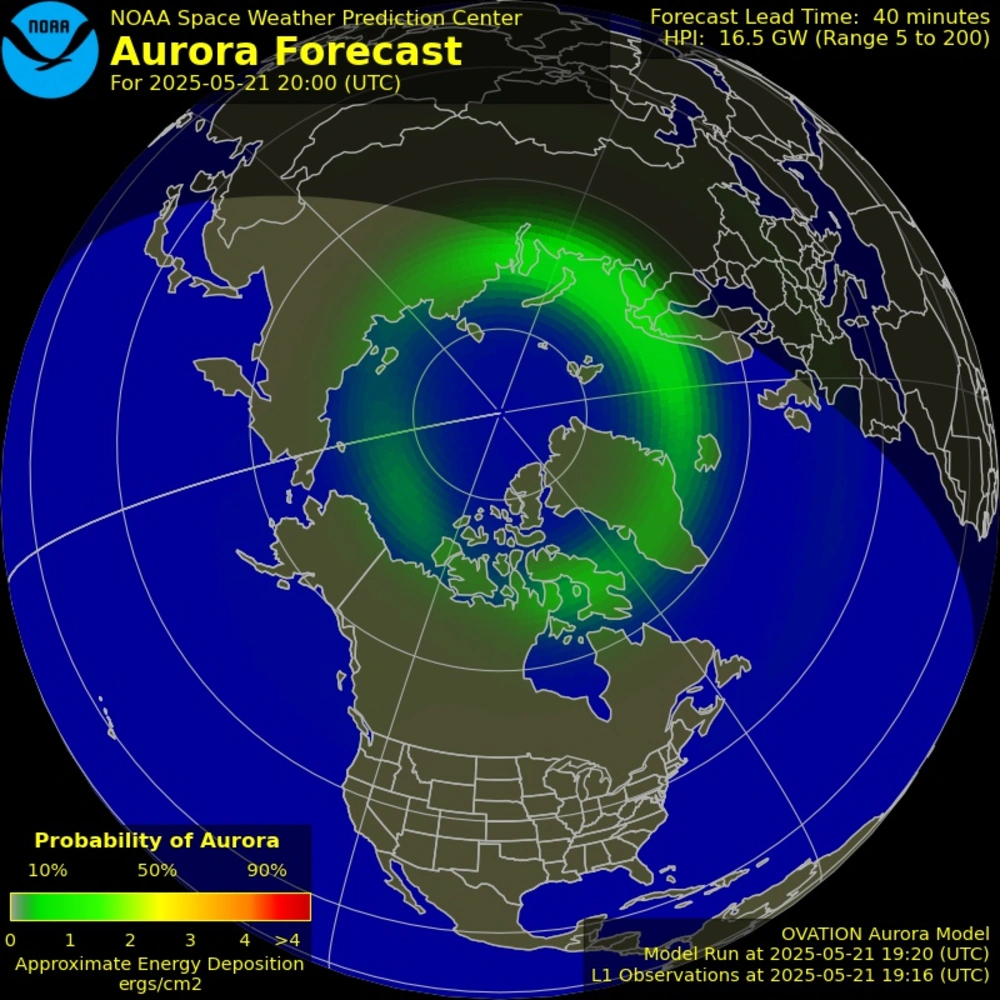 NOAA
NOAA Space Weather Prediction Center
Aurora Forecast
For 2025-05-21 20:00 (UTC)
Forecast Lead Time: 40 minutes
HPI: 16.5 GW (Range 5 to 200)
Probability of Aurora
10% 50% 90%
0 1 2 3 4 >4
Approximate Energy Deposition
ergs/cm2
OVATION Aurora Model
Model Run at 2025-05-21 19:20 (UTC)
L1 Observations at 2025-05-21 19:16 (UTC)